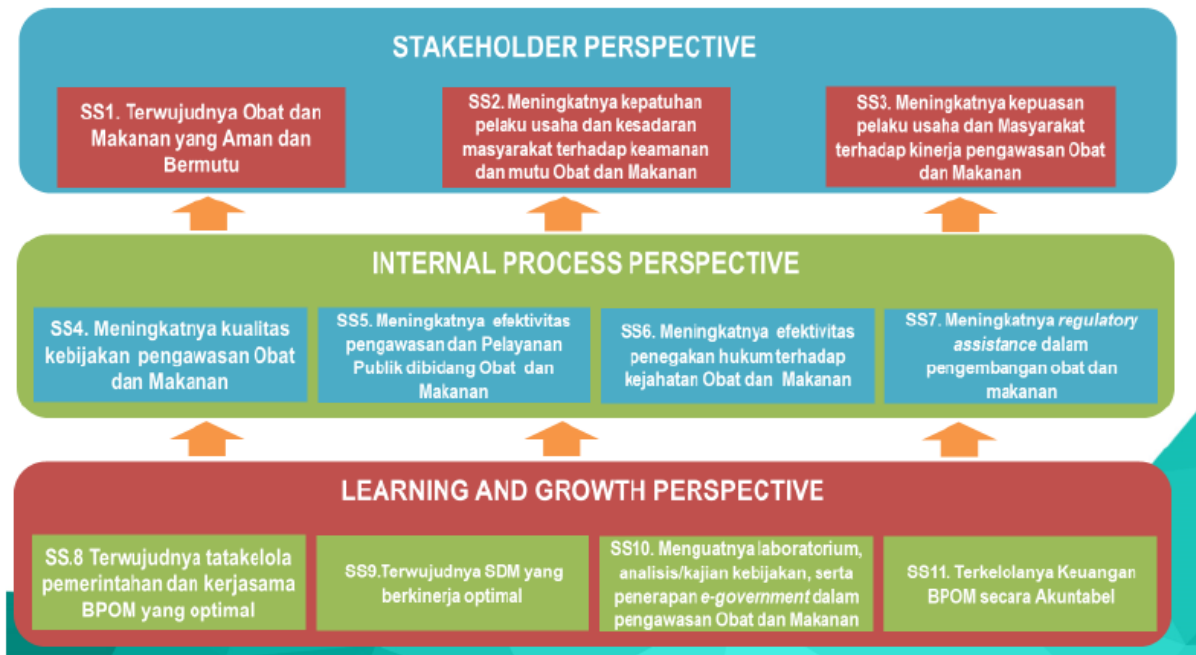 STAKEHOLDER PERSPECTIVE
SS1. Terwujudnya Obat dan
Makanan yang Aman dan
Bermutu
SS2. Meningkatnya kepatuhan
pelaku usaha dan kesadaran
masyarakat terhadap keamanan
dan mutu Obat dan Makanan
SS3. Meningkatnya kepuasan
pelaku usaha dan Masyarakat
terhadap kinerja pengawasan Obat
dan Makanan
INTERNAL PROCESS PERSPECTIVE
SS4. Meningkatnya kualitas
kebijakan pengawasan Obat
dan Makanan
SS5. Meningkatnya efektivitas
pengawasan dan Pelayanan
Publik dibidang Obat dan
Makanan
SS6. Meningkatnya efektivitas
penegakan hukum terhadap
kejahatan Obat dan Makanan
SS7. Meningkatnya regulatory
assistance dalam
pengembangan obat dan
makanan
LEARNING AND GROWTH PERSPECTIVE
SS.8 Terwujudnya tatakelola
pemerintahan dan kerjasama
BPOM yang optimal
SS9.Terwujudnya SDM yang
berkinerja optimal
SS10. Menguatnya laboratorium,
analisis/kajian kebijakan, serta
penerapan e-government dalam
pengawasan Obat dan Makanan
SS11. Terkelolanya Keuangan
BPOM secara Akuntabel